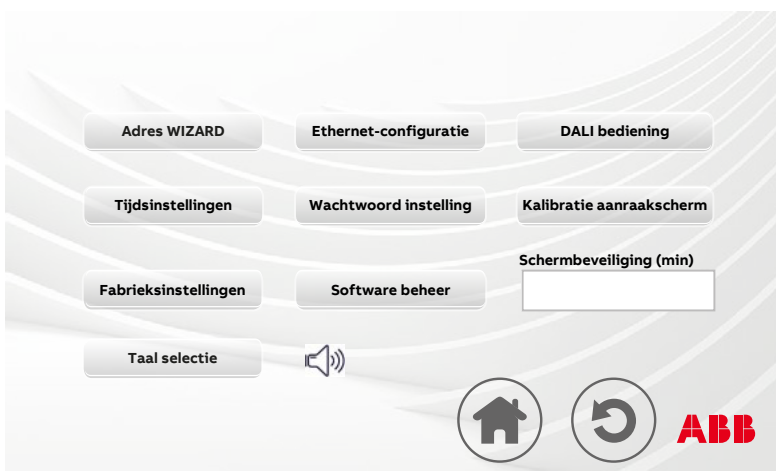 Adres WIZARD
Ethernet-configuratie
DALI bediening
Tijdsinstellingen
Wachtwoord instelling
Kalibratie aanraakscherm
Schermbeveiliging (min)
Fabrieksinstellingen
Software beheer
Taal selectie
ABB